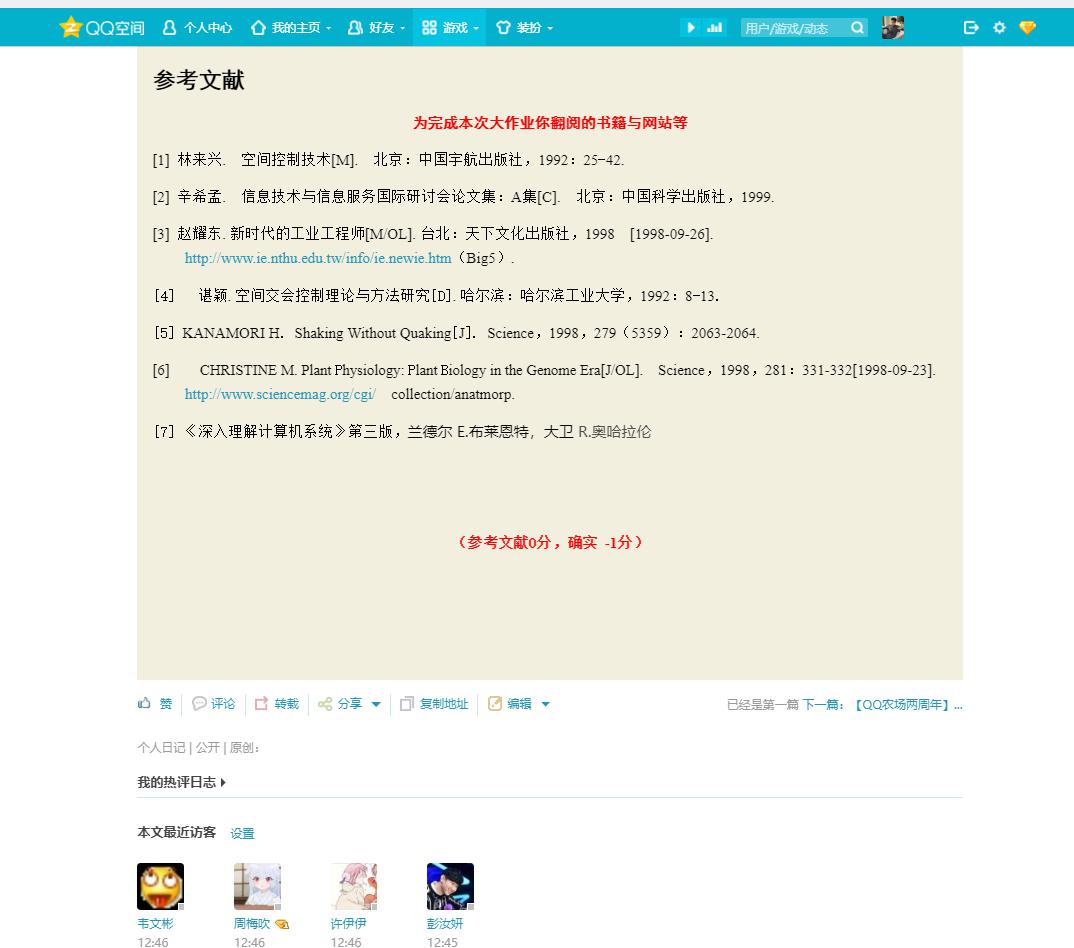 QQ空间 个人中心 我的主页 好友 游戏 装扮 用户/游戏/动态
参考文献
为完成本次大作业你翻阅的书籍与网站等
[1] 林来兴. 空间控制技术[M]. 北京：中国宇航出版社，1992：25-42.
[2] 辛希孟. 信息技术与信息服务国际研讨会论文集：A集[C]. 北京：中国科学出版社，1999.
[3] 赵耀东. 新时代的工业工程师[M/OL]. 台北：天下文化出版社，1998 [1998-09-26].
http://www.ie.nthu.edu.tw/info/ie.newie.htm（Big5）.
[4] 谌颖. 空间交会控制理论与方法研究[D]. 哈尔滨：哈尔滨工业大学，1992：8-13.
[5] KANAMORI H. Shaking Without Quaking[J]. Science，1998，279（5359）：2063-2064.
[6] CHRISTINE M. Plant Physiology: Plant Biology in the Genome Era[J/OL]. Science，1998，281：331-332[1998-09-23].
http://www.sciencemag.org/cgi/ collection/anatmorp.
[7] 《深入理解计算机系统》第三版，兰德尔 E.布莱恩特，大卫 R.奥哈拉伦
（参考文献0分，确实 -1分）
赞 评论 转载 分享 复制地址 编辑 已经是第一篇 下一篇：【QQ农场两周年】...
个人日记 | 公开 | 原创：
我的热评日志
本文最近访客 设置
韦文彬 周梅吹 许伊伊 彭汝妍
12:46 12:46 12:46 12:45